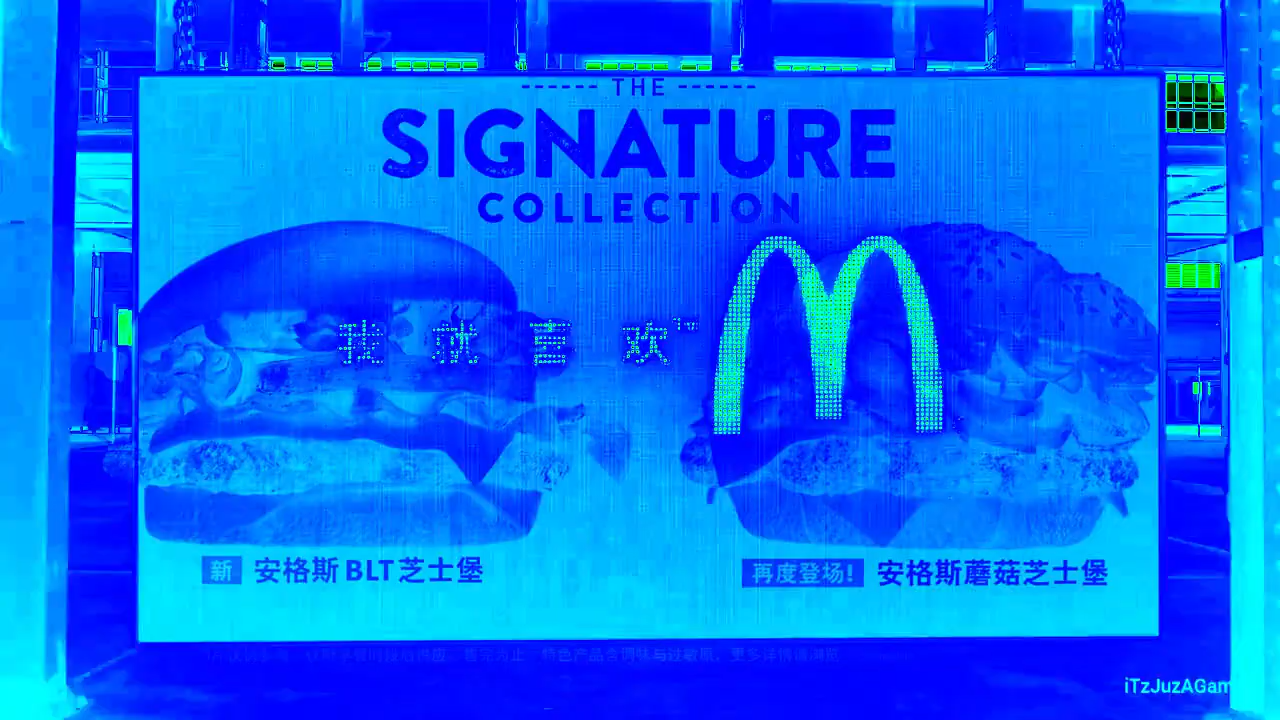 THE
SIGNATURE
COLLECTION
我就喜欢™
新 安格斯BLT芝士堡
再度登场! 安格斯蘑菇芝士堡
iTzJuzAGam